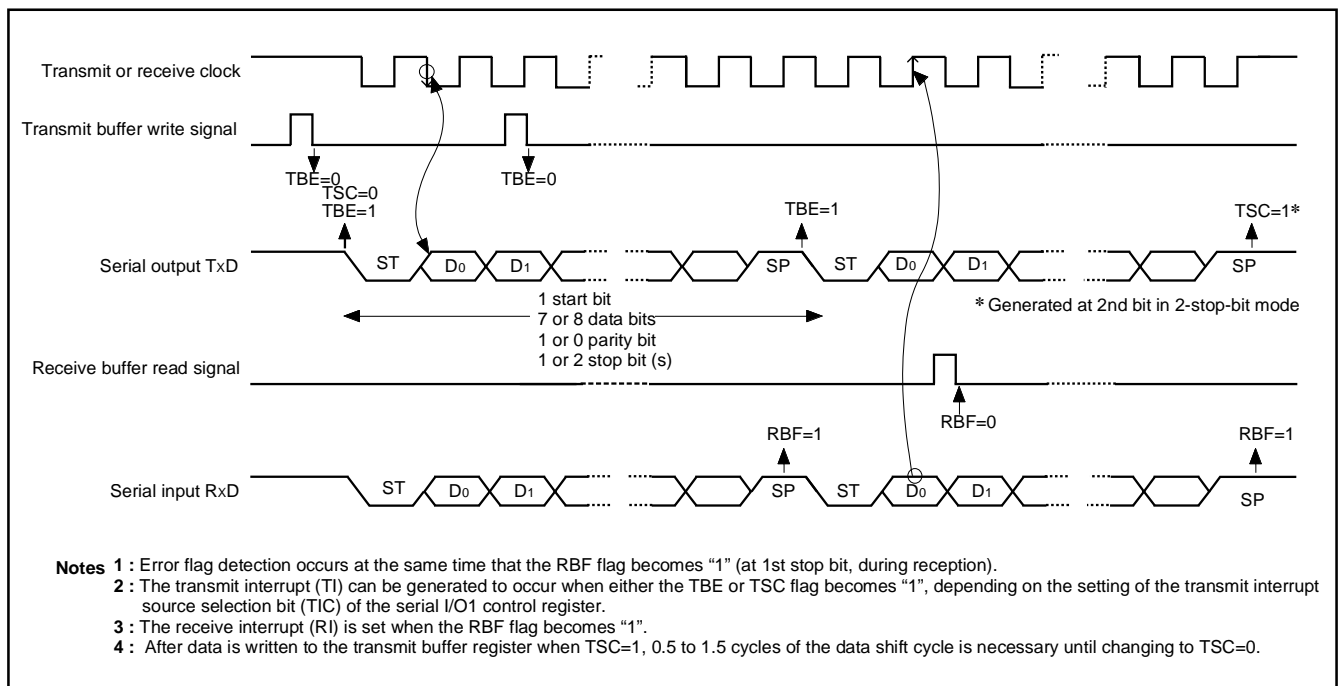 Transmit or receive clock
Transmit buffer write signal
TBE=0
TBE=0
TSC=0
TBE=1
TBE=1
TSC=1*
Serial output TxD
ST
D0
D1
SP
ST
D0
D1
SP
* Generated at 2nd bit in 2-stop-bit mode
1 start bit
7 or 8 data bits
1 or 0 parity bit
1 or 2 stop bit (s)
Receive buffer read signal
RBF=0
RBF=1
RBF=1
Serial input RxD
ST
D0
D1
SP
ST
D0
D1
SP
Notes 1 : Error flag detection occurs at the same time that the RBF flag becomes “1” (at 1st stop bit, during reception).
2 : The transmit interrupt (TI) can be generated to occur when either the TBE or TSC flag becomes “1”, depending on the setting of the transmit interrupt
source selection bit (TIC) of the serial I/O1 control register.
3 : The receive interrupt (RI) is set when the RBF flag becomes “1”.
4 : After data is written to the transmit buffer register when TSC=1, 0.5 to 1.5 cycles of the data shift cycle is necessary until changing to TSC=0.